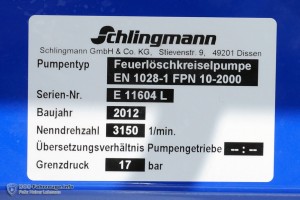 Schlingmann
Schlingmann GmbH & Co. KG, Stievenstr. 9, 49201 Dissen
Pumpentyp Feuerlöschkreiselpumpe
EN 1028-1 FPN 10-2000
Serien-Nr. E 11604 L
Baujahr 2012
Nenndrehzahl 3150 1/min.
Übersetzungsverhältnis Pumpengetriebe --:--
Grenzdruck 17 bar